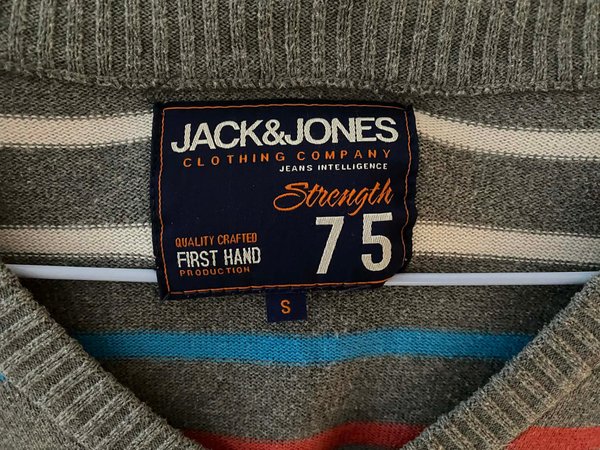 JACK&JONES
CLOTHING COMPANY
JEANS INTELLIGENCE
Strength
75
QUALITY CRAFTED
FIRST HAND
PRODUCTION
S